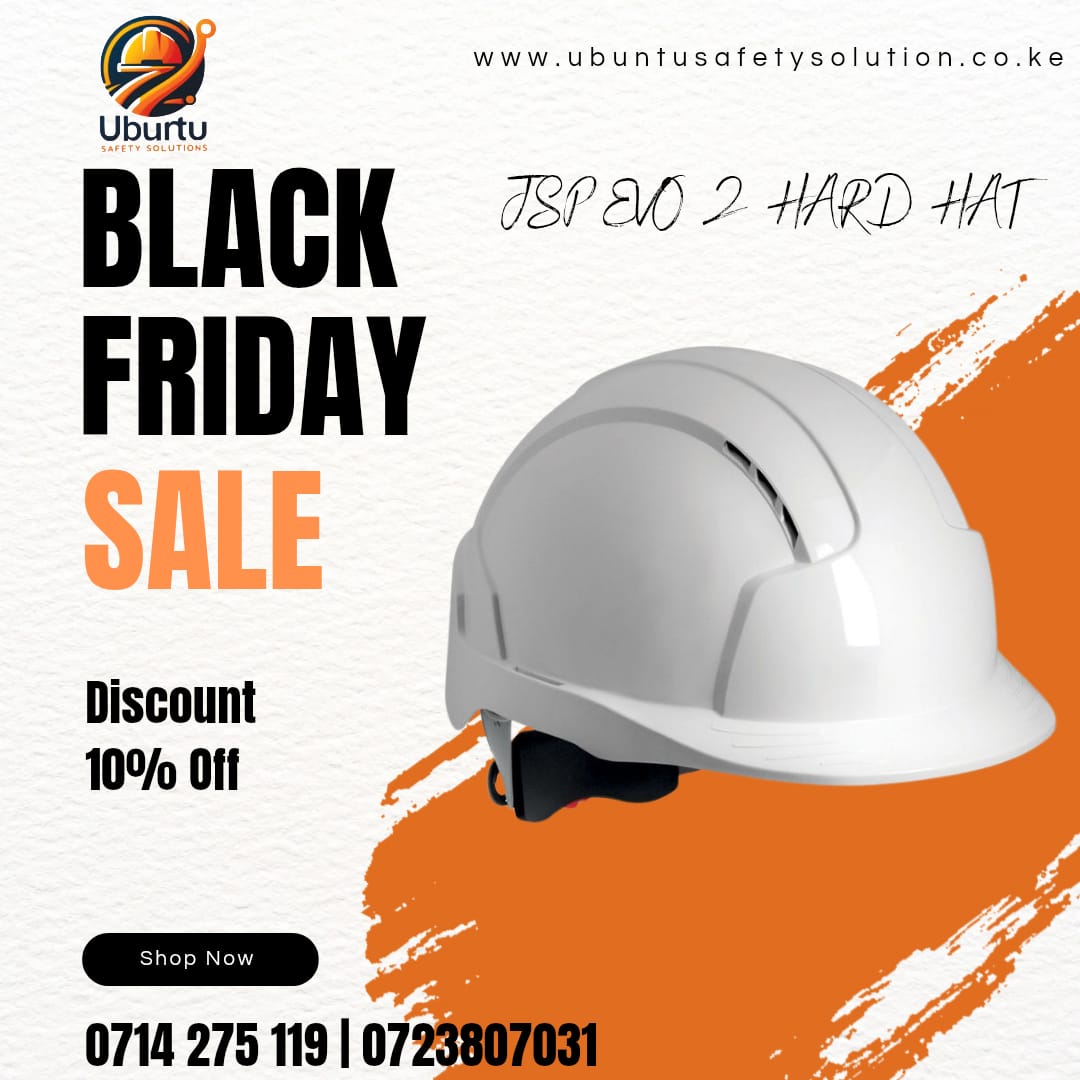 www.ubuntusafetysolution.co.ke
Uburtu
SAFETY SOLUTIONS
BLACK
FRIDAY
SALE
JSP EVO 2 HARD HAT
Discount
10% Off
Shop Now
0714 275 119 | 0723807031